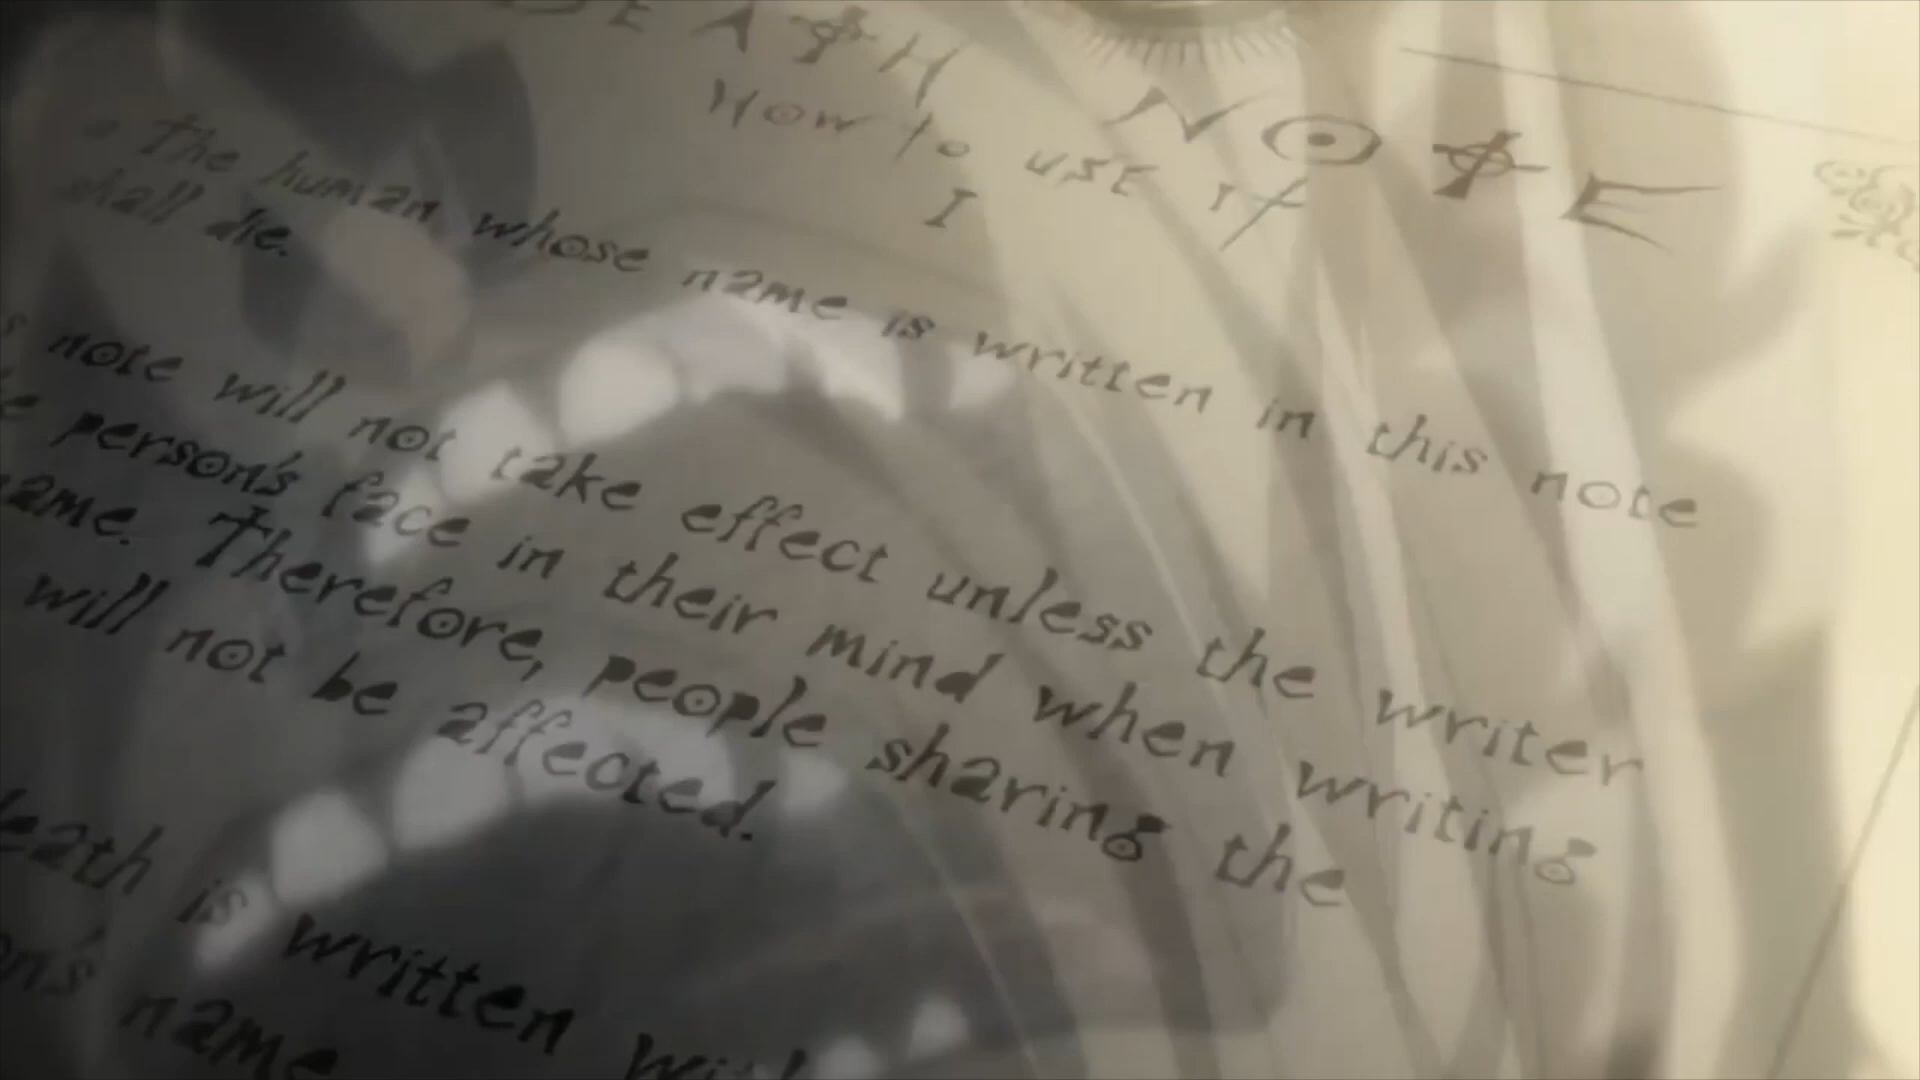 DEATH NOTE
How to use it
I
The human whose name is written in this note
shall die.
note will not take effect unless the writer
person's face in their mind when writing
name. Therefore, people sharing the
will not be affected.
death is written
name